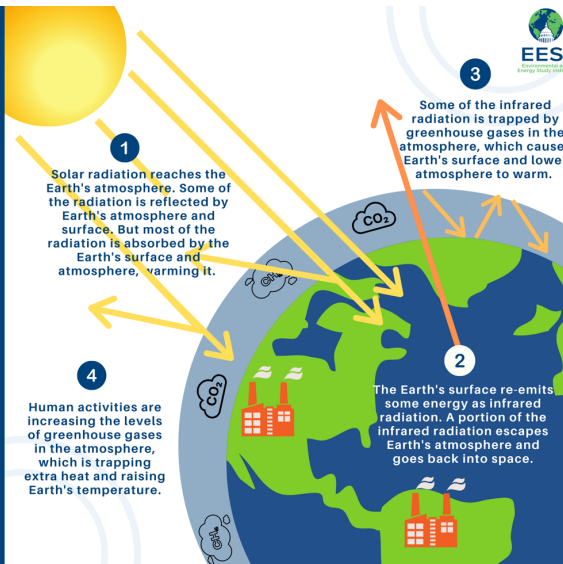 EES
Environmental a
Energy Study Insti
3
Some of the infrared
radiation is trapped by
greenhouse gases in the
atmosphere, which cause
Earth's surface and lowe
atmosphere to warm.
1
Solar radiation reaches the
Earth's atmosphere. Some of
the radiation is reflected by
Earth's atmosphere and
surface. But most of the
radiation is absorbed by the
Earth's surface and
atmosphere, warming it.
CO₂
CH₄
CO₂
4
Human activities are
increasing the levels
of greenhouse gases
in the atmosphere,
which is trapping
extra heat and raising
Earth's temperature.
2
The Earth's surface re-emits
some energy as infrared
radiation. A portion of the
infrared radiation escapes
Earth's atmosphere and
goes back into space.
CH₄